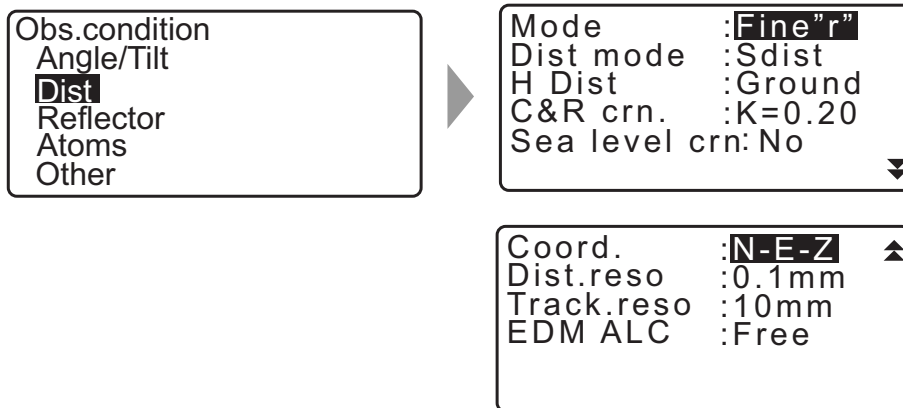 Obs.condition
Angle/Tilt
Dist
Reflector
Atoms
Other
Mode :Fine”r”
Dist mode :Sdist
H Dist :Ground
C&R crn. :K=0.20
Sea level crn: No
Coord. :N-E-Z
Dist.reso :0.1mm
Track.reso :10mm
EDM ALC :Free